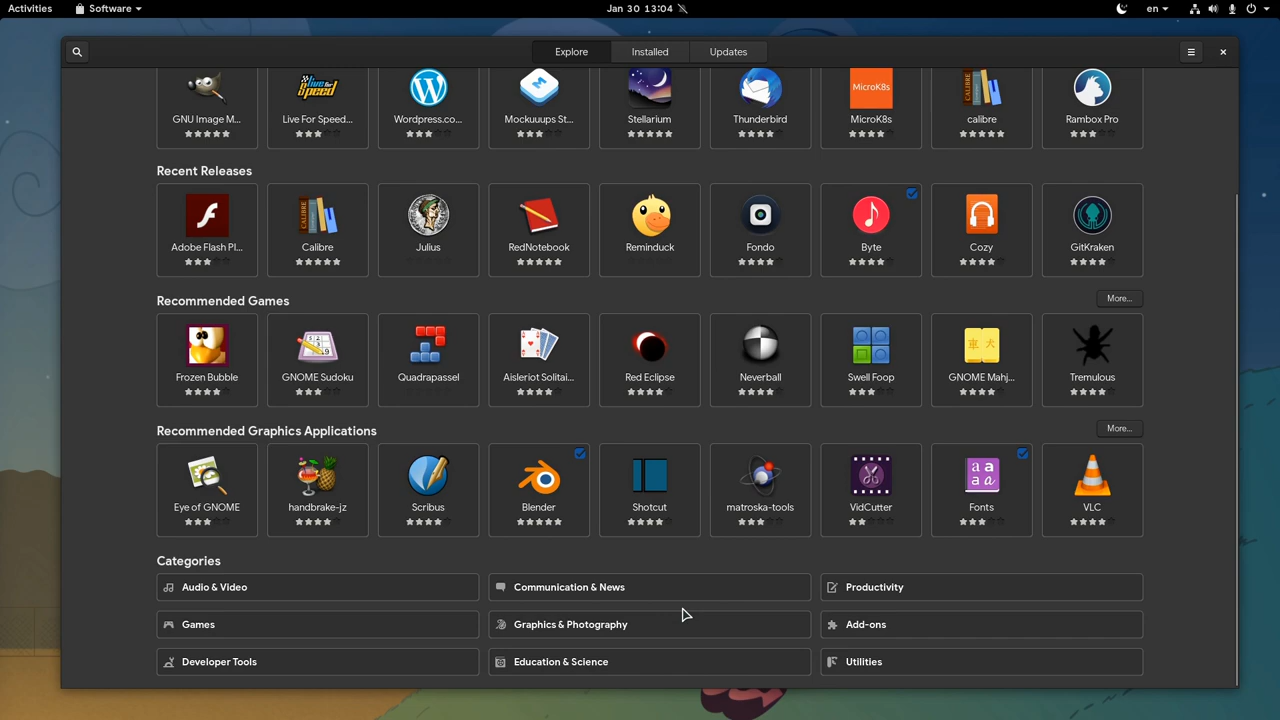 Activities Software Jan 30 13:04 en
Explore Installed Updates
GNU Image M... Live For Speed... Wordpress.co... Mockuuups St... Stellarium Thunderbird MicroK8s calibre Rambox Pro
Recent Releases
Adobe Flash Pl... Calibre Julius RedNotebook Reminduck Fondo Byte Cozy GitKraken
Recommended Games More...
Frozen Bubble GNOME Sudoku Quadrapassel Aisleriot Solitai... Red Eclipse Neverball Swell Foop GNOME Mahj... Tremulous
Recommended Graphics Applications More...
Eye of GNOME handbrake-jz Scribus Blender Shotcut matroska-tools VidCutter Fonts VLC
Categories
Audio & Video Communication & News Productivity
Games Graphics & Photography Add-ons
Developer Tools Education & Science Utilities